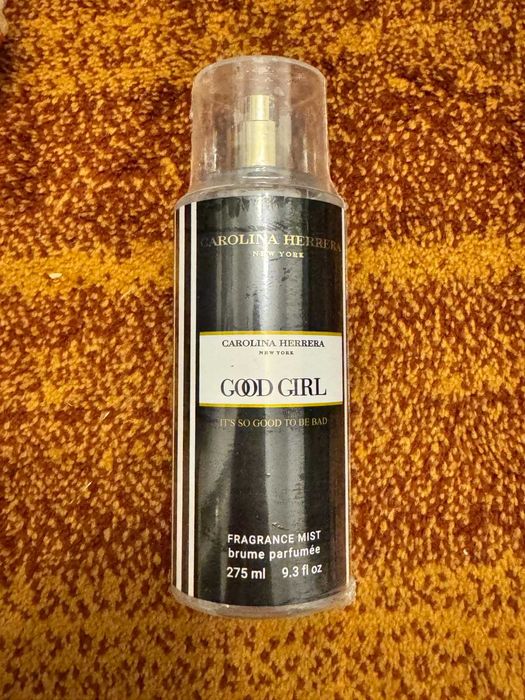 CAROLINA HERRERA
NEW YORK
CAROLINA HERRERA
NEW YORK
GOOD GIRL
IT'S SO GOOD TO BE BAD
FRAGRANCE MIST
brume parfumée
275 ml 9.3 fl oz